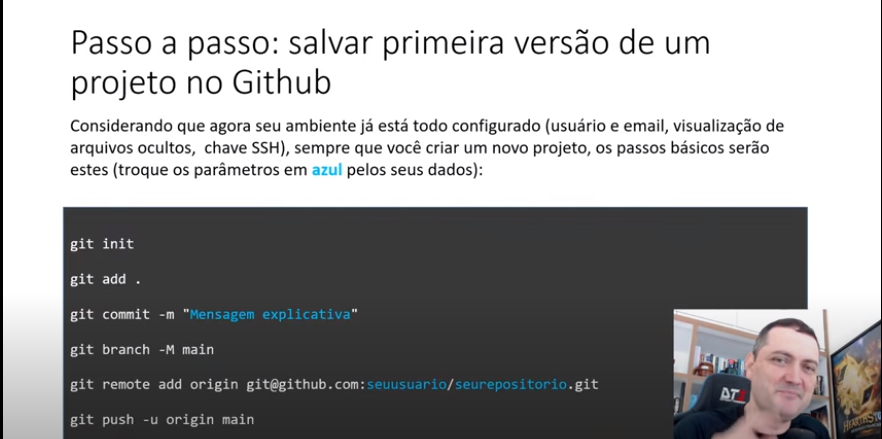 Passo a passo: salvar primeira versão de um
projeto no Github
Considerando que agora seu ambiente já está todo configurado (usuário e email, visualização de
arquivos ocultos, chave SSH), sempre que você criar um novo projeto, os passos básicos serão
estes (troque os parâmetros em azul pelos seus dados):
git init
git add .
git commit -m "Mensagem explicativa"
git branch -M main
git remote add origin git@github.com:seuusuario/seurepositorio.git
git push -u origin main